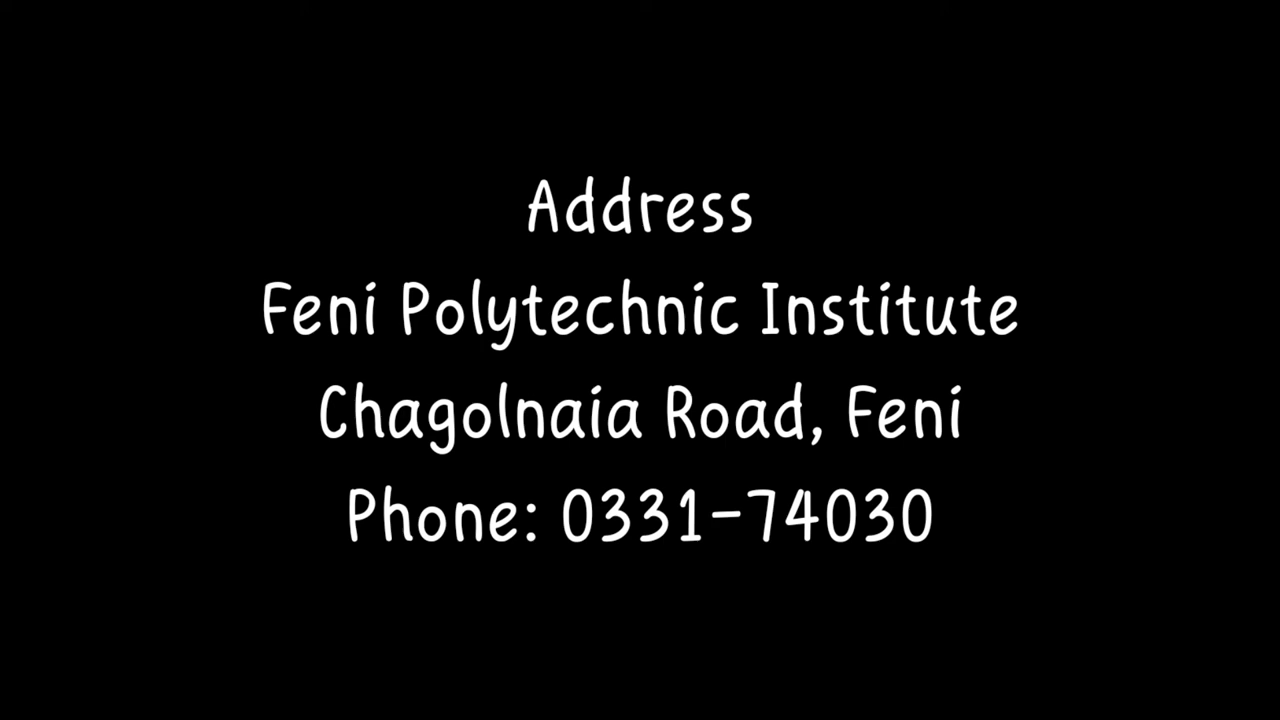 Address
Feni Polytechnic Institute
Chagolnaia Road, Feni
Phone: 0331-74030